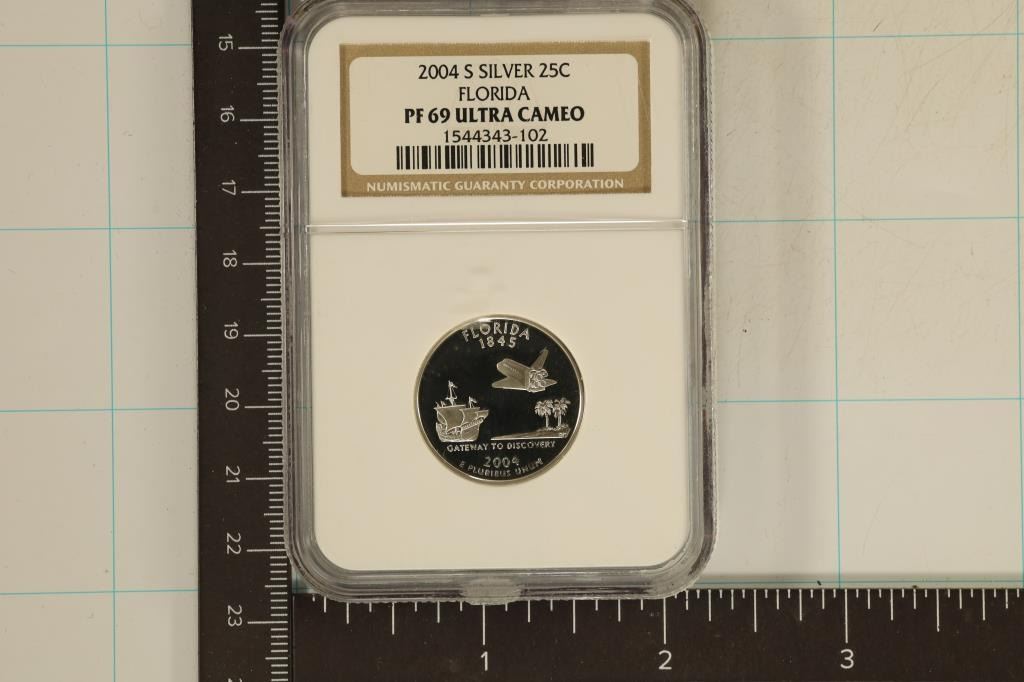 2004 S SILVER 25C
FLORIDA
PF 69 ULTRA CAMEO
1544343-102
NUMISMATIC GUARANTY CORPORATION
FLORIDA
1845
GATEWAY TO DISCOVERY
2004
E PLURIBUS UNUM
15
16
17
18
19
20
21
22
23
1
2
3